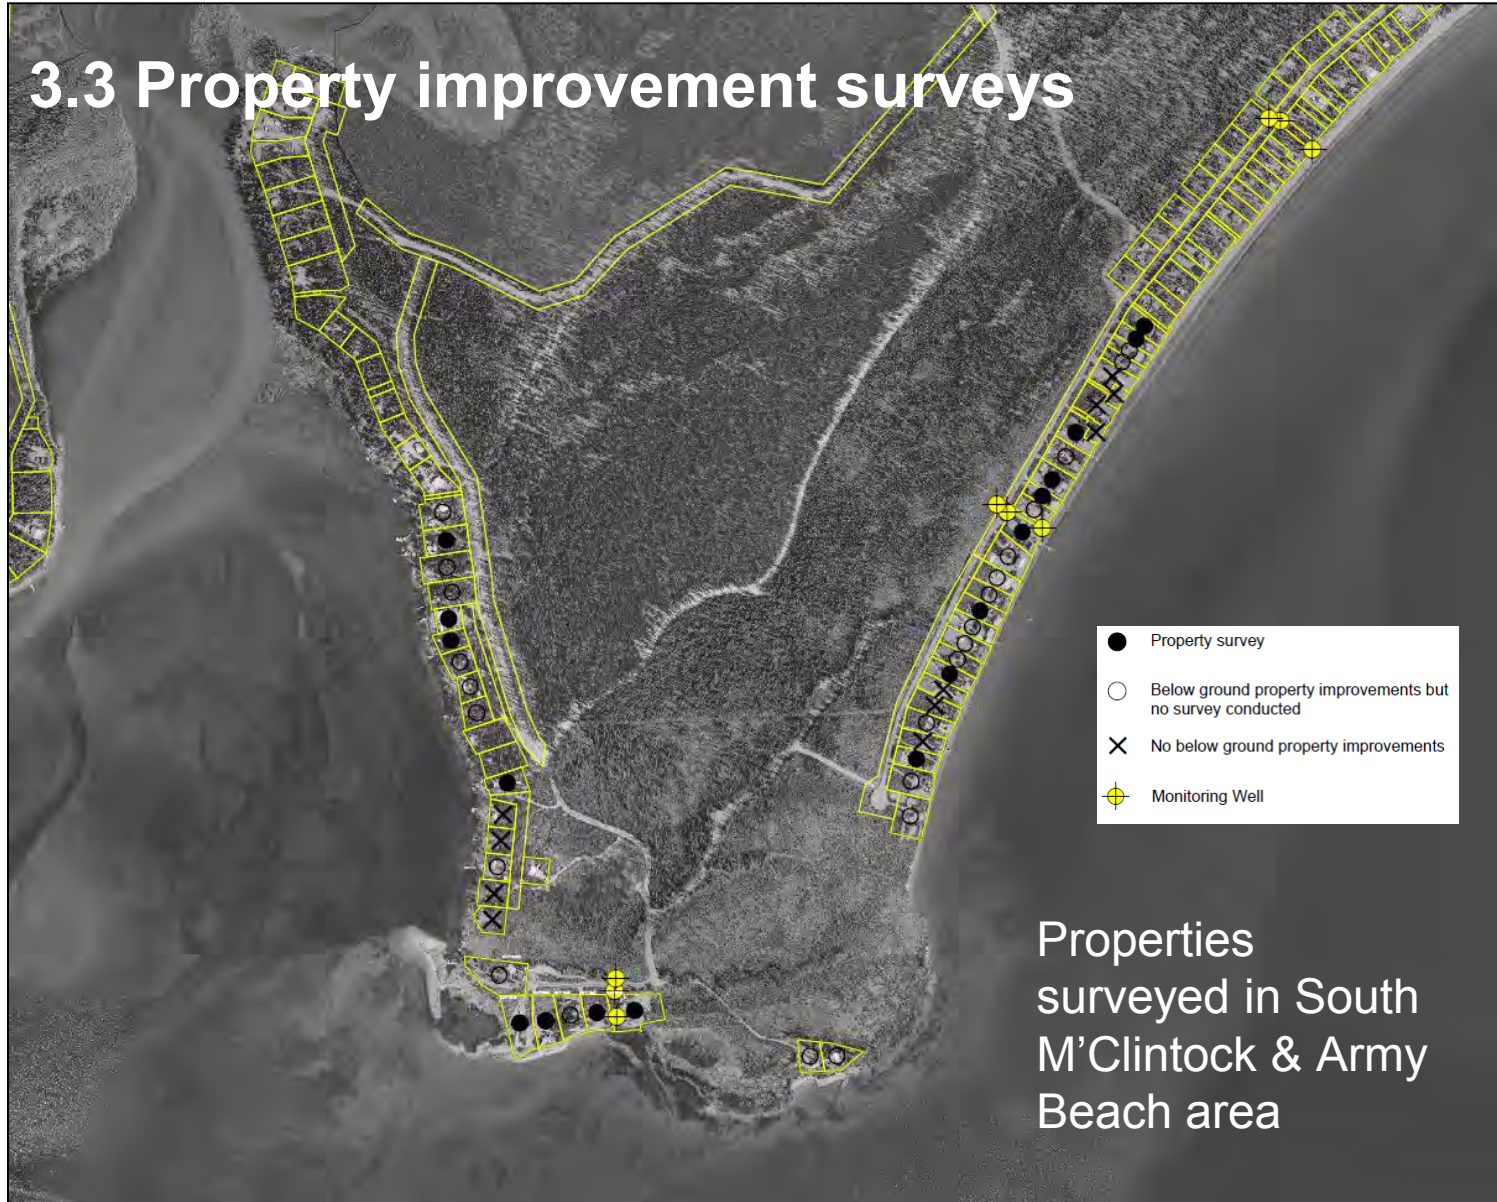 3.3 Property improvement surveys
Property survey
Below ground property improvements but
no survey conducted
No below ground property improvements
Monitoring Well
Properties
surveyed in South
M’Clintock & Army
Beach area